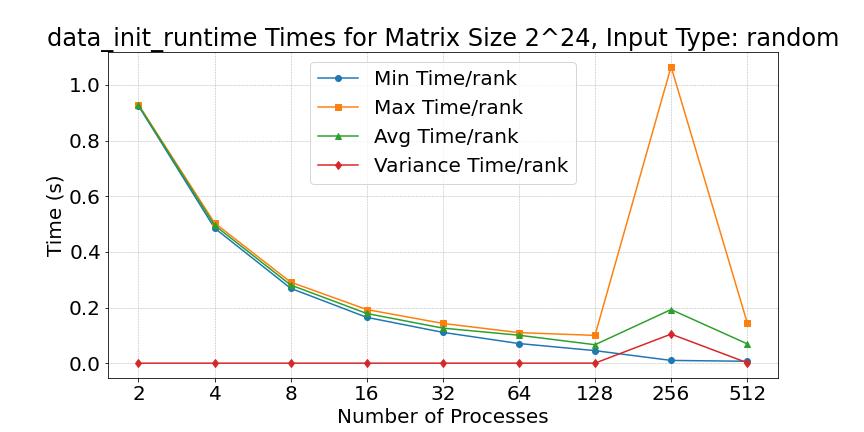 data_init_runtime Times for Matrix Size 2^24, Input Type: random
Min Time/rank
Max Time/rank
Avg Time/rank
Variance Time/rank
Time (s)
1.0
0.8
0.6
0.4
0.2
0.0
2 4 8 16 32 64 128 256 512
Number of Processes